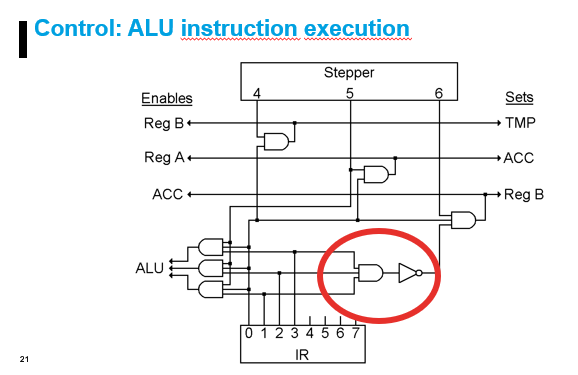 Control: ALU instruction execution
Stepper
4 5 6
Enables
Sets
Reg B
TMP
Reg A
ACC
ACC
Reg B
ALU
0 1 2 3 4 5 6 7
IR
21